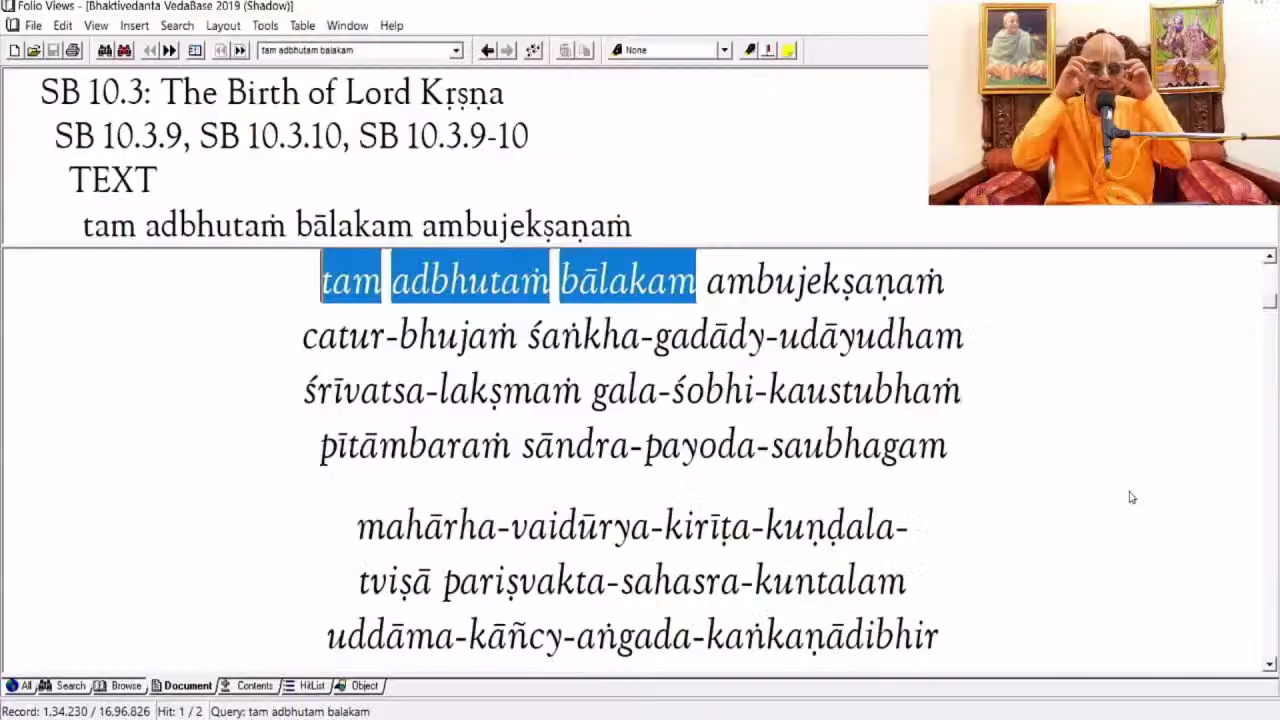 Folio Views - [Bhaktivedanta VedaBase 2019 (Shadow)]
File Edit View Insert Search Layout Tools Table Window Help
tam adbhutam balakam
None
SB 10.3: The Birth of Lord Kṛṣṇa
SB 10.3.9, SB 10.3.10, SB 10.3.9-10
TEXT
tam adbhutaṁ bālakam ambujekṣaṇaṁ
tam adbhutaṁ bālakam ambujekṣaṇaṁ
catur-bhujaṁ śaṅkha-gadādy-udāyudham
śrīvatsa-lakṣmaṁ gala-śobhi-kaustubhaṁ
pītāmbaraṁ sāndra-payoda-saubhagam
mahārha-vaidūrya-kirīṭa-kuṇḍala-
tviṣā pariṣvakta-sahasra-kuntalam
uddāma-kāñcy-aṅgada-kaṅkaṇādibhir
All Search Browse Document Contents HitList Object
Record: 1,34,230 / 16,96,826 Hit: 1 / 2 Query: tam adbhutam balakam